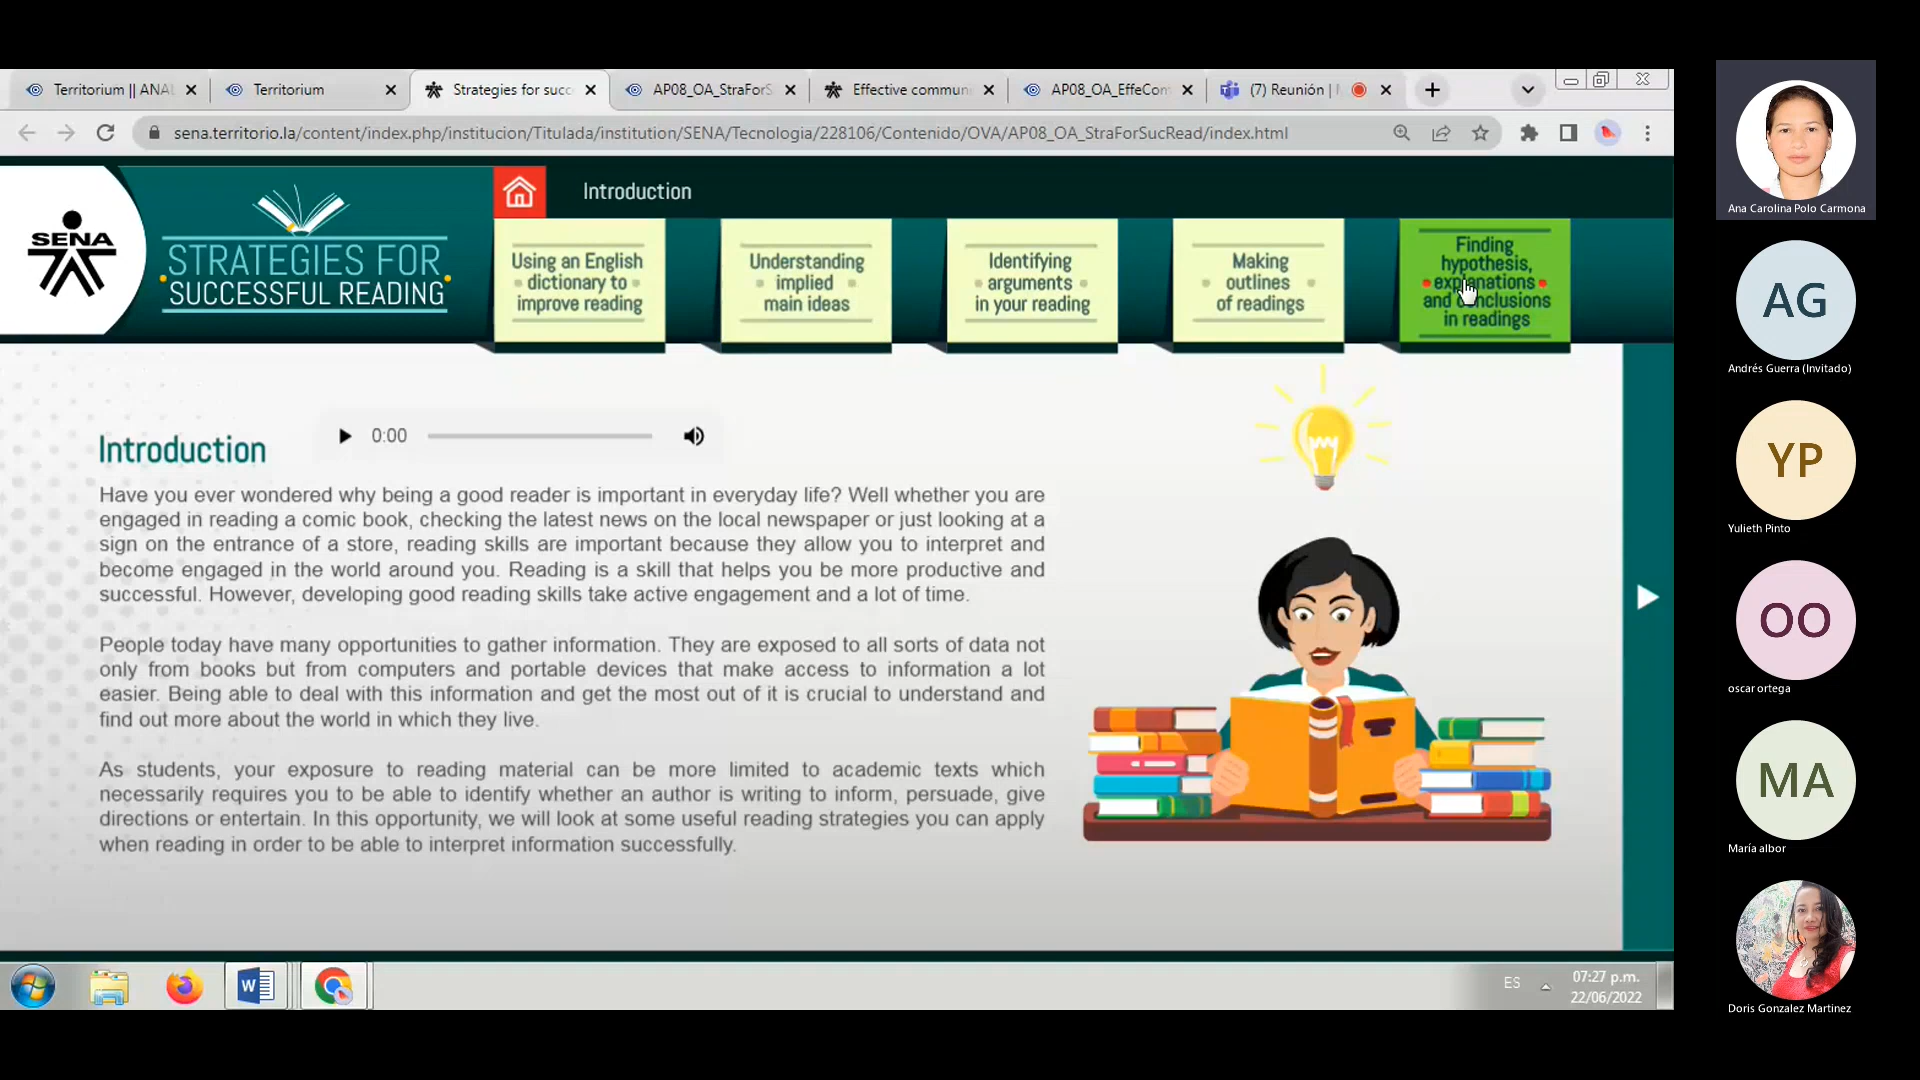 Territorium || ANAL
Territorium
Strategies for succ
AP08_OA_StraForS
Effective commun
AP08_OA_EffeCom
(7) Reunión |
sena.territorio.la/content/index.php/institucion/Titulada/institution/SENA/Tecnologia/228106/Contenido/OVA/AP08_OA_StraForSucRead/index.html
SENA
STRATEGIES FOR
SUCCESSFUL READING
Introduction
Using an English
dictionary to
improve reading
Understanding
implied
main ideas
Identifying
arguments
in your reading
Making
outlines
of readings
Finding
hypothesis,
explanations
and conclusions
in readings
Introduction
0:00
Have you ever wondered why being a good reader is important in everyday life? Well whether you are
engaged in reading a comic book, checking the latest news on the local newspaper or just looking at a
sign on the entrance of a store, reading skills are important because they allow you to interpret and
become engaged in the world around you. Reading is a skill that helps you be more productive and
successful. However, developing good reading skills take active engagement and a lot of time.
People today have many opportunities to gather information. They are exposed to all sorts of data not
only from books but from computers and portable devices that make access to information a lot
easier. Being able to deal with this information and get the most out of it is crucial to understand and
find out more about the world in which they live.
As students, your exposure to reading material can be more limited to academic texts which
necessarily requires you to be able to identify whether an author is writing to inform, persuade, give
directions or entertain. In this opportunity, we will look at some useful reading strategies you can apply
when reading in order to be able to interpret information successfully.
W
ES
07:27 p.m.
22/06/2022
Ana Carolina Polo Carmona
AG
Andrés Guerra (Invitado)
YP
Yulieth Pinto
OO
oscar ortega
MA
María albor
Doris Gonzalez Martinez